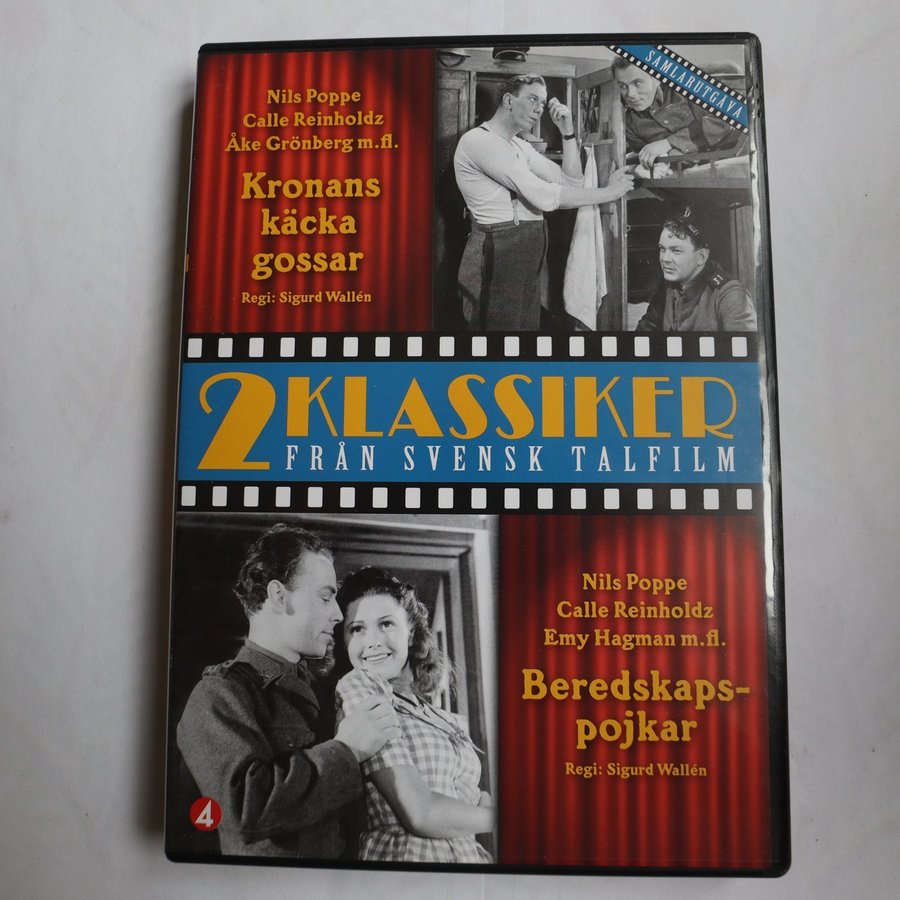 Nils Poppe
Calle Reinholdz
Åke Grönberg m.fl.
Kronans
käcka
gossar
Regi: Sigurd Wallén
SAMLARUTGÅVA
31
2 KLASSIKER
FRÅN SVENSK TALFILM
Nils Poppe
Calle Reinholdz
Emy Hagman m.fl.
Beredskaps-
pojkar
Regi: Sigurd Wallén
4